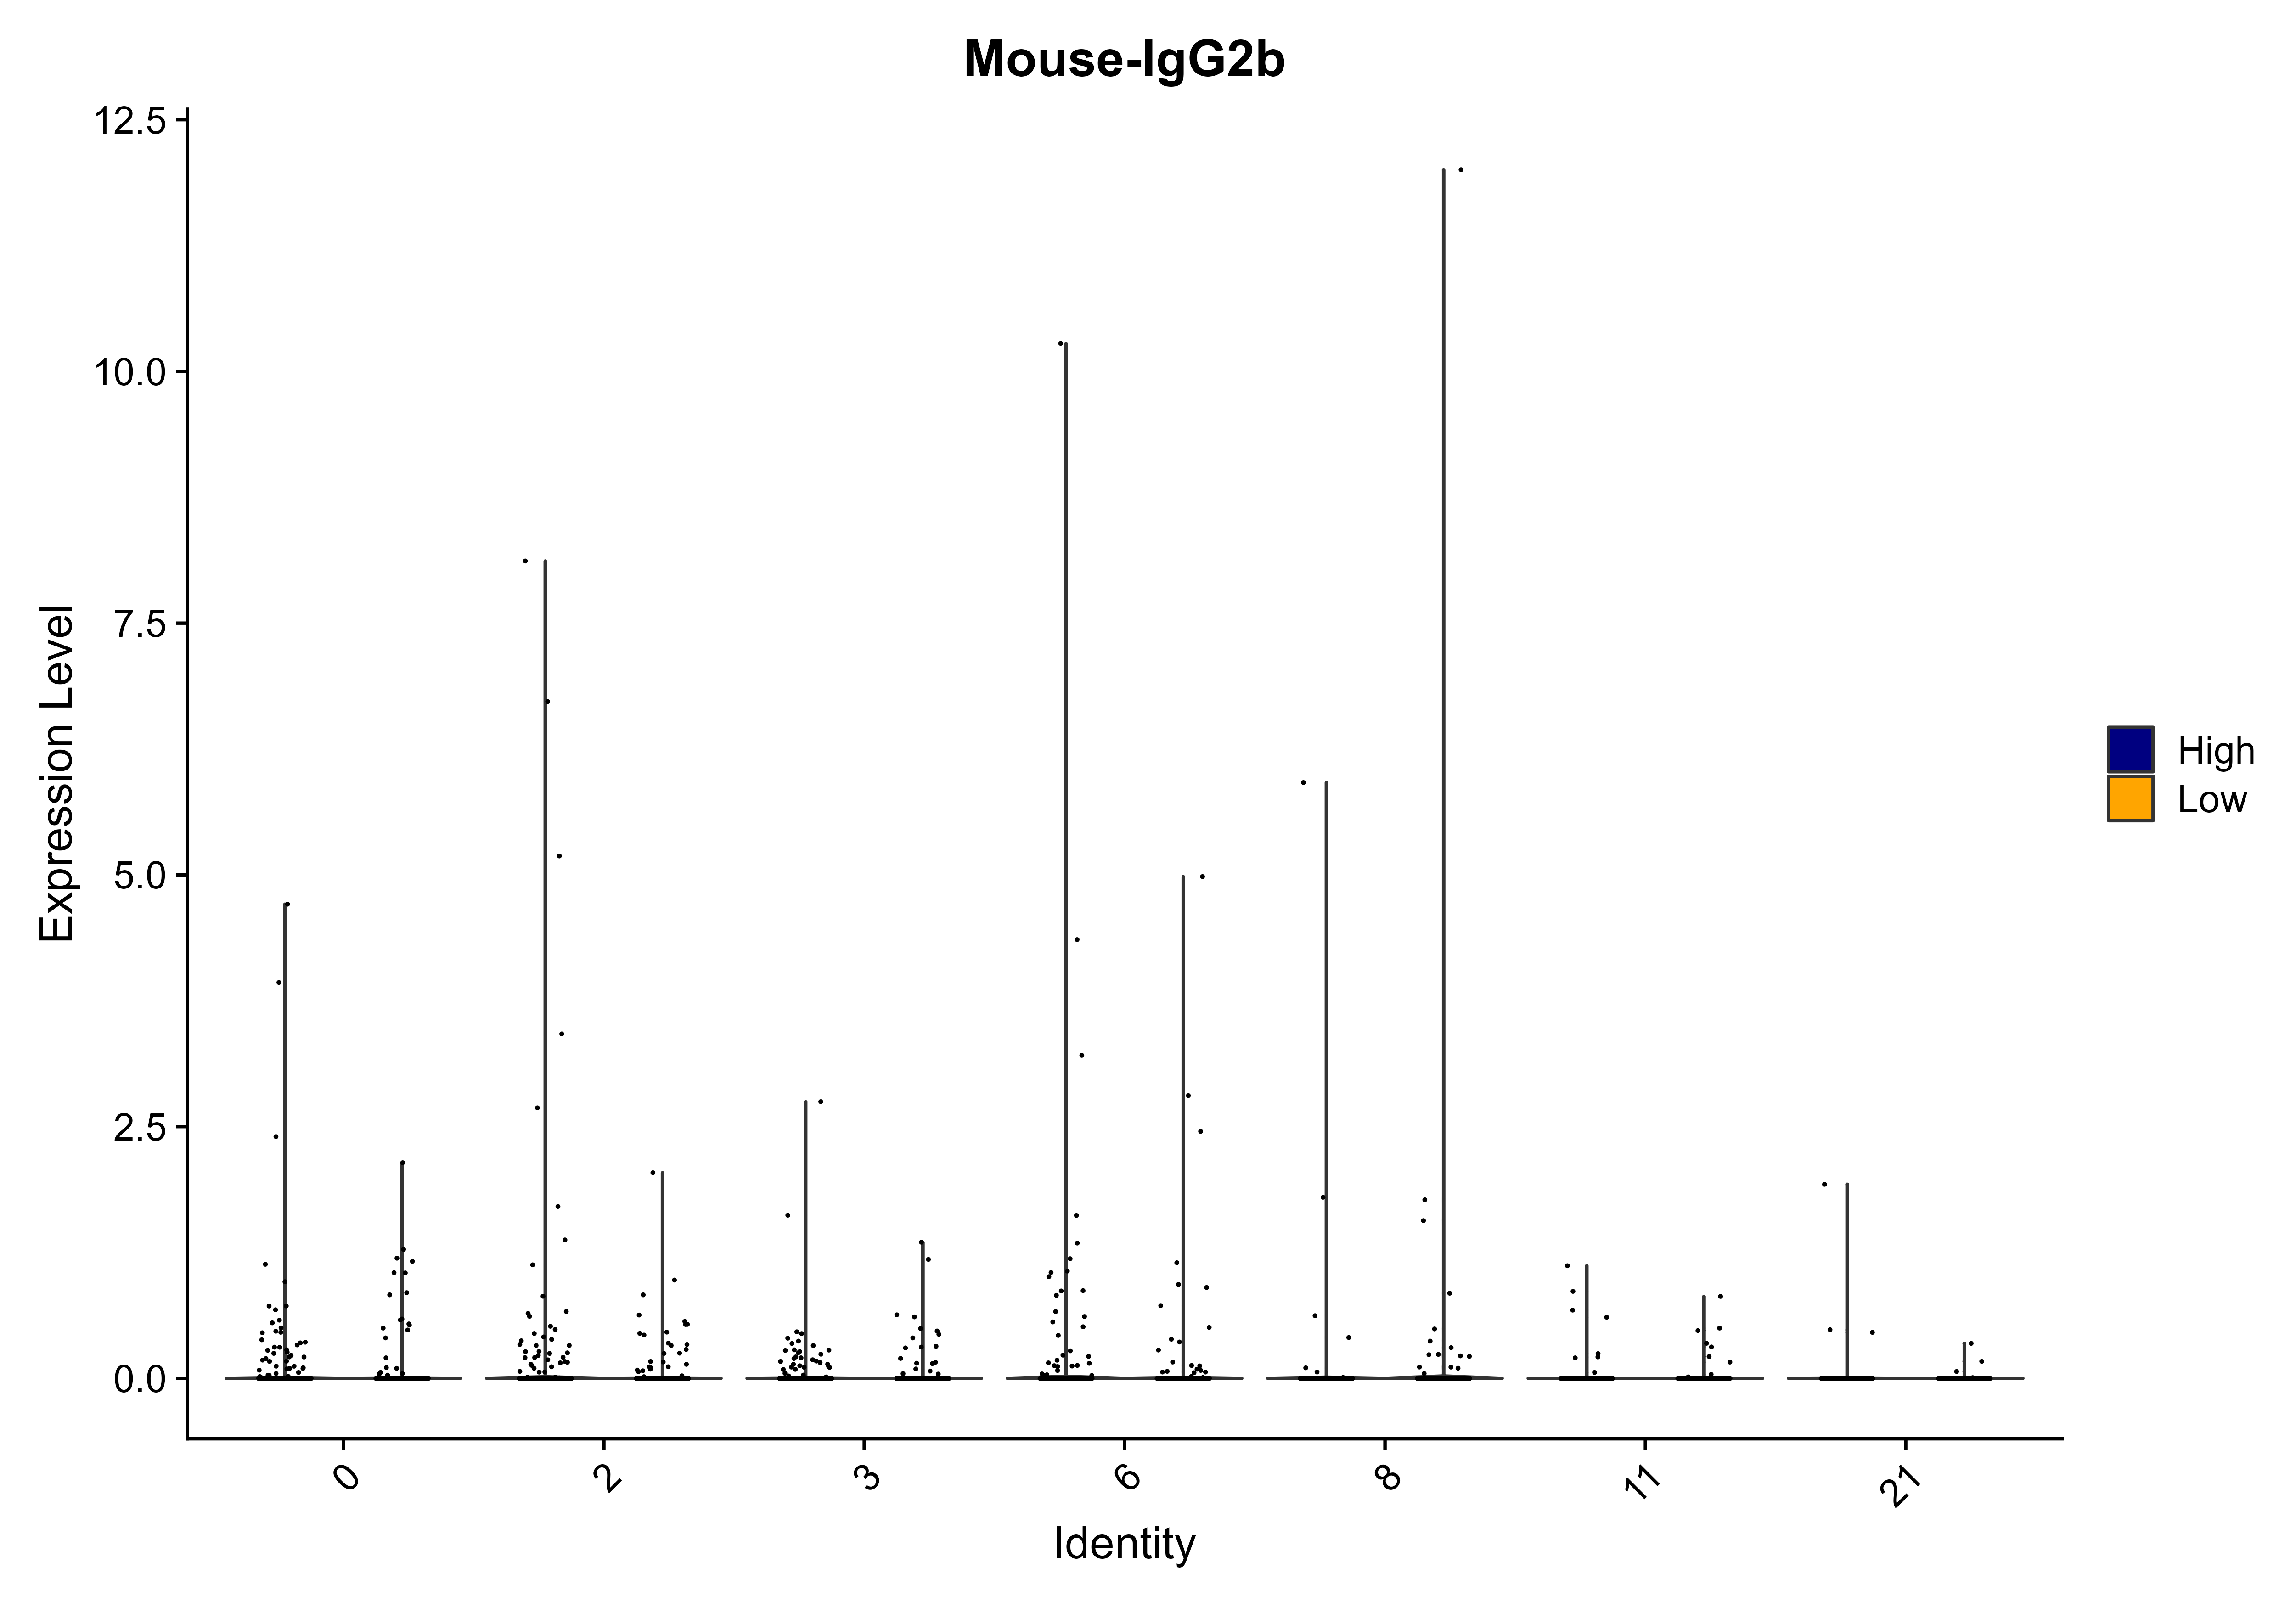 Mouse-IgG2b
Expression Level
12.5
10.0
7.5
5.0
2.5
0.0
0
2
3
6
8
11
21
Identity
High
Low